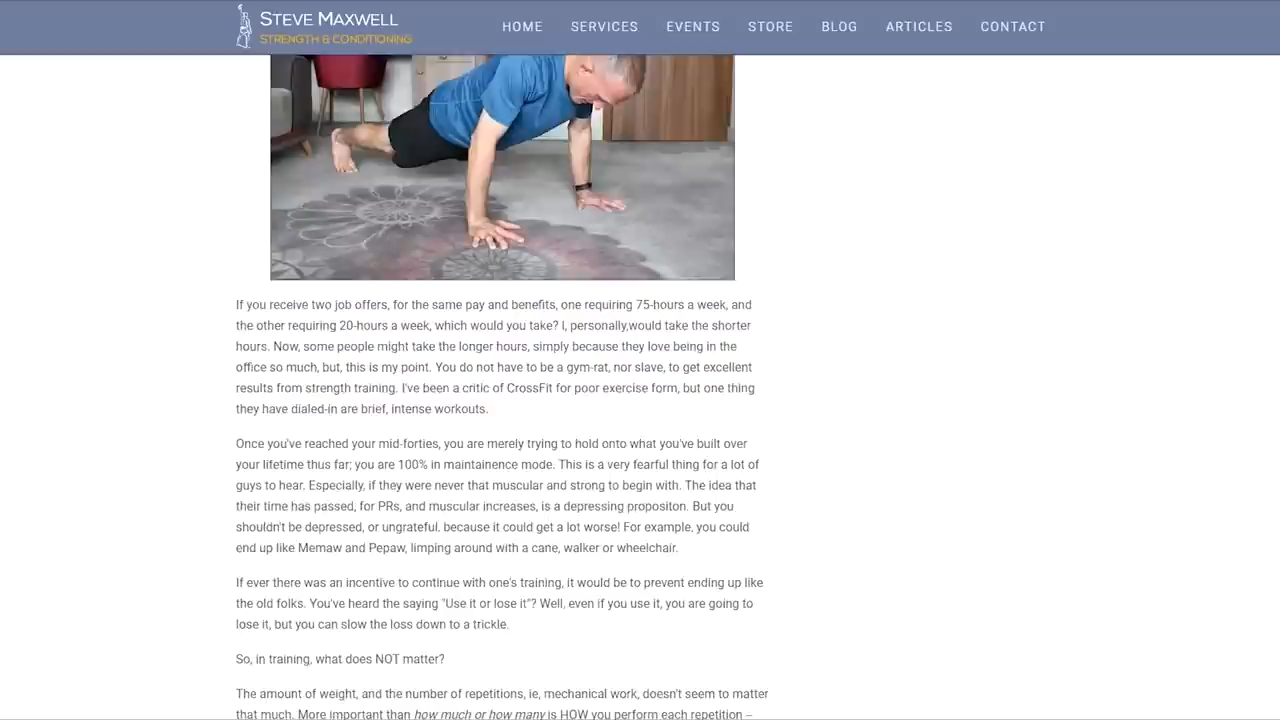 STEVE MAXWELL
STRENGTH & CONDITIONING
HOME SERVICES EVENTS STORE BLOG ARTICLES CONTACT
If you receive two job offers, for the same pay and benefits, one requiring 75-hours a week, and
the other requiring 20-hours a week, which would you take? I, personally,would take the shorter
hours. Now, some people might take the longer hours, simply because they love being in the
office so much, but, this is my point. You do not have to be a gym-rat, nor slave, to get excellent
results from strength training. I've been a critic of CrossFit for poor exercise form, but one thing
they have dialed-in are brief, intense workouts.
Once you've reached your mid-forties, you are merely trying to hold onto what you've built over
your lifetime thus far; you are 100% in maintainence mode. This is a very fearful thing for a lot of
guys to hear. Especially, if they were never that muscular and strong to begin with. The idea that
their time has passed, for PRs, and muscular increases, is a depressing propositon. But you
shouldn't be depressed, or ungrateful, because it could get a lot worse! For example, you could
end up like Memaw and Pepaw, limping around with a cane, walker or wheelchair.
If ever there was an incentive to continue with one's training, it would be to prevent ending up like
the old folks. You've heard the saying "Use it or lose it"? Well, even if you use it, you are going to
lose it, but you can slow the loss down to a trickle.
So, in training, what does NOT matter?
The amount of weight, and the number of repetitions, ie, mechanical work, doesn't seem to matter
that much. More important than how much or how many is HOW you perform each repetition –